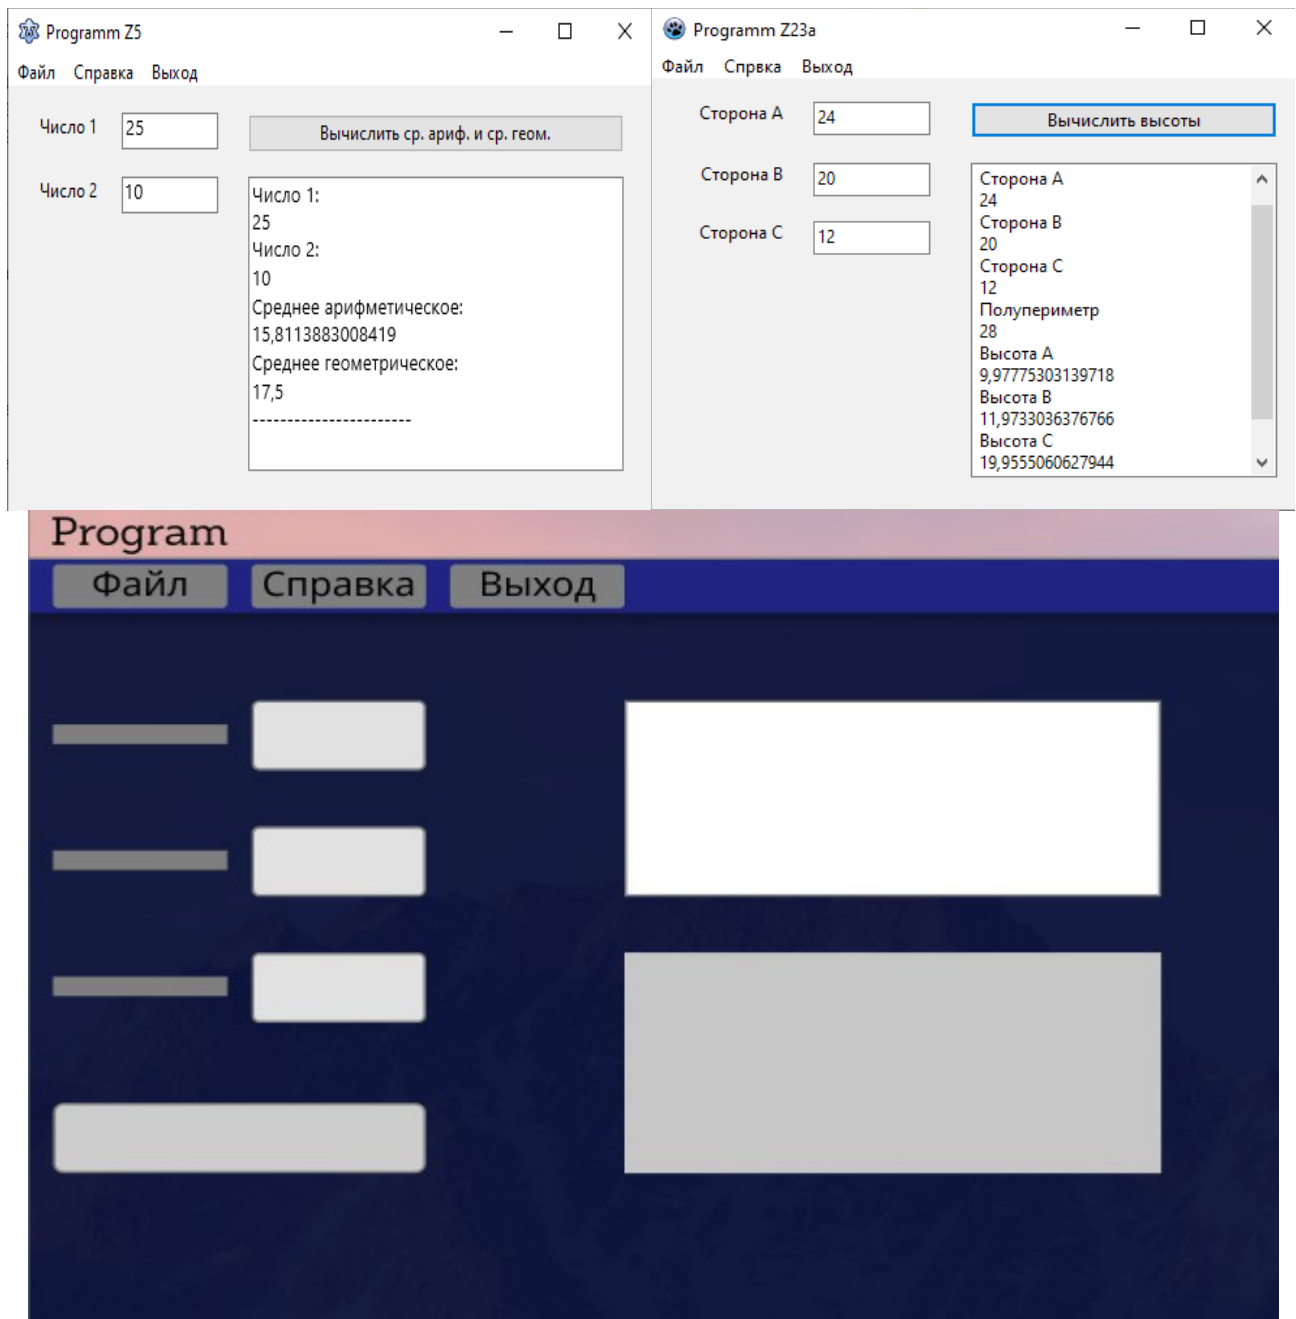 Programm Z5
Файл Справка Выход
Число 1
25
Вычислить ср. ариф. и ср. геом.
Число 2
10
Число 1:
25
Число 2:
10
Среднее арифметическое:
15,8113883008419
Среднее геометрическое:
17,5
-----------------------
Programm Z23a
Файл Спрвка Выход
Сторона A
24
Вычислить высоты
Сторона B
20
Сторона C
12
Сторона A
24
Сторона B
20
Сторона C
12
Полупериметр
28
Высота A
9,97775303139718
Высота B
11,9733036376766
Высота C
19,9555060627944
Program
Файл Справка Выход